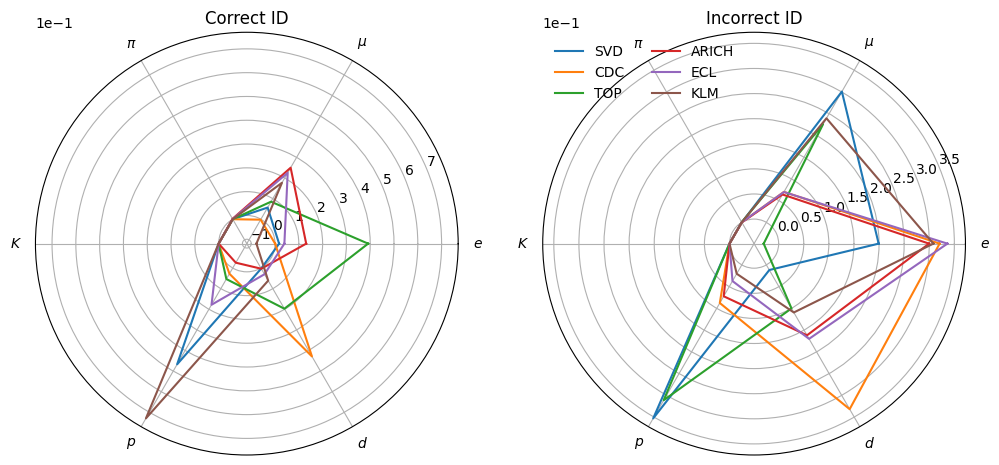 1e−1
Correct ID
e
μ
π
K
p
d
−1
0
1
2
3
4
5
6
7
1e−1
Incorrect ID
e
μ
π
K
p
d
0.0
0.5
1.0
1.5
2.0
2.5
3.0
3.5
SVD
CDC
TOP
ARICH
ECL
KLM